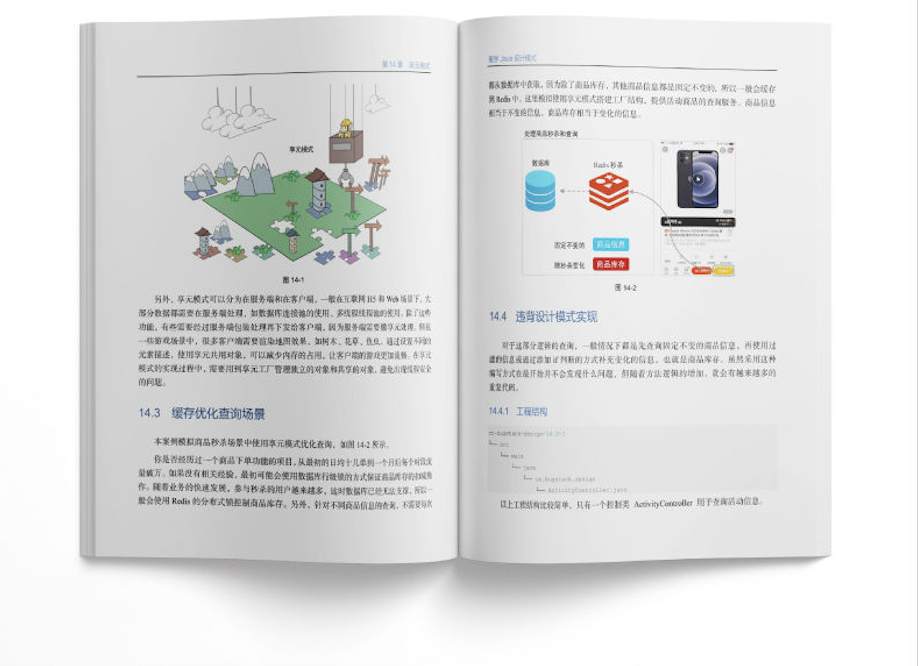 第14章 享元模式
享元模式
图 14-1
另外，享元模式可以分为在服务端和在客户端，一般在互联网 H5 和 Web 场景下，大
部分数据都需要在服务端处理，如数据库连接池的使用、多线程线程池的使用，除了这些
功能，有些需要经过服务端包装处理再下发给客户端，因为服务端需要做享元处理。但在
一些游戏场景中，很多客户端需要渲染地图效果，如树木、花草、鱼虫，通过设置不同的
元素描述，使用享元共用对象，可以减少内存的占用，让客户端的游戏更加流畅。在享元
模式的实现过程中，需要用到享元工厂管理独立的对象和共享的对象，避免出现线程安全
的问题。
14.3 缓存优化查询场景
本案例模拟商品秒杀场景中使用享元模式优化查询，如图 14-2 所示。
你是否经历过一个商品下单功能的项目，从最初的日均十几单到一个月后每个时段流
量破万。如果没有相关经验，最初可能会使用数据库行级锁的方式保证商品库存的扣减操
作。随着业务的快速发展，参与秒杀的用户越来越多，这时数据库已经无法支撑，所以一
般会使用 Redis 的分布式锁控制商品库存。另外，针对不同商品信息的查询，不需要每次
重学 Java 设计模式
都从数据库中获取，因为除了商品库存，其他商品信息都是固定不变的，所以一般会缓存
到 Redis 中。这里模拟使用享元模式搭建工厂结构，提供活动商品的查询服务。商品信息
相当于不变的信息，商品库存相当于变化的信息。
处理商品秒杀和查询
数据库
Redis 秒杀
固定不变的 商品信息
随秒杀变化 商品库存
图 14-2
14.4 违背设计模式实现
对于这部分逻辑的查询，一般情况下都是先查询固定不变的商品信息，再使用过
滤的信息或通过添加 if 判断的方式补充变化的信息，也就是商品库存。虽然采用这种
编写方式在最开始并不会发现什么问题，但随着方法逻辑的增加，就会有越来越多的
重复代码。
14.4.1 工程结构
cn-bugstack-design-14.0-1
└─ src
└─ main
└─ java
└─ cn.bugstack.design
└─ ActivityController.java
以上工程结构比较简单，只有一个控制类 ActivityController 用于查询活动信息。